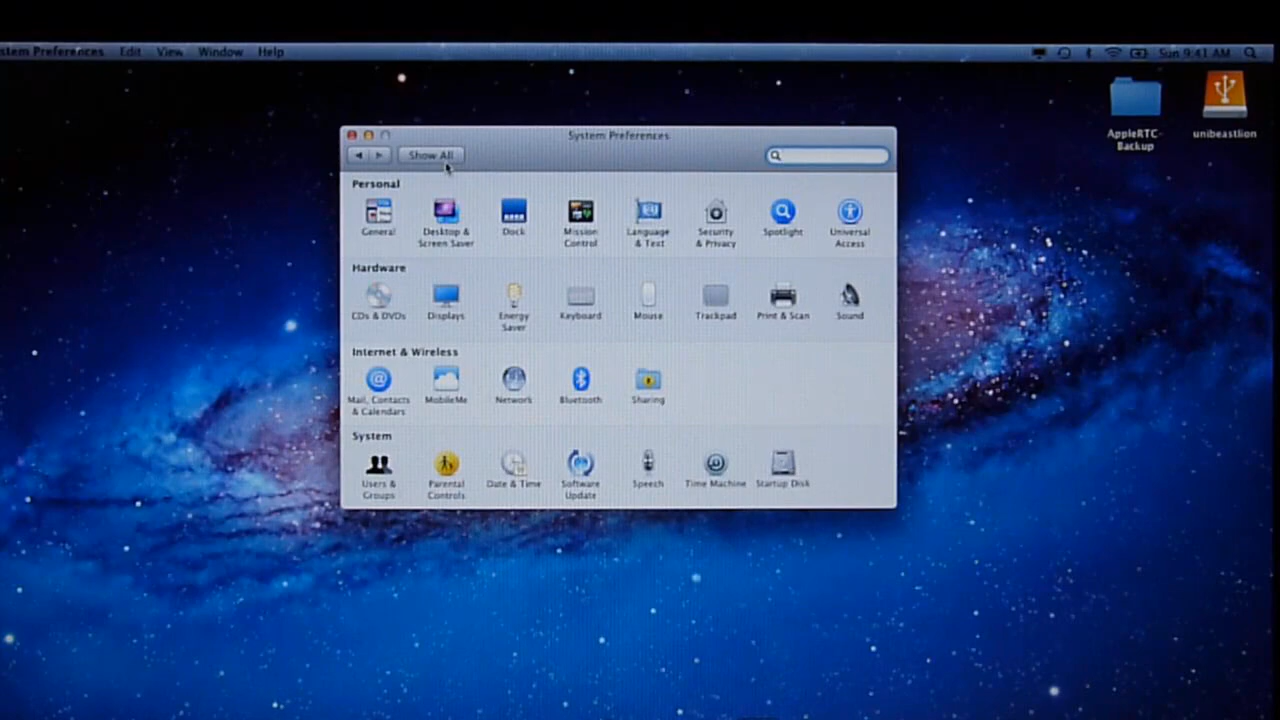 stem Preferences Edit View Window Help Sun 9:41 AM
AppleRTC-
Backup
unibeastlion
System Preferences
Show All
Personal
General
Desktop &
Screen Saver
Dock
Mission
Control
Language
& Text
Security
& Privacy
Spotlight
Universal
Access
Hardware
CDs & DVDs
Displays
Energy
Saver
Keyboard
Mouse
Trackpad
Print & Scan
Sound
Internet & Wireless
Mail, Contacts
& Calendars
MobileMe
Network
Bluetooth
Sharing
System
Users &
Groups
Parental
Controls
Date & Time
Software
Update
Speech
Time Machine
Startup Disk